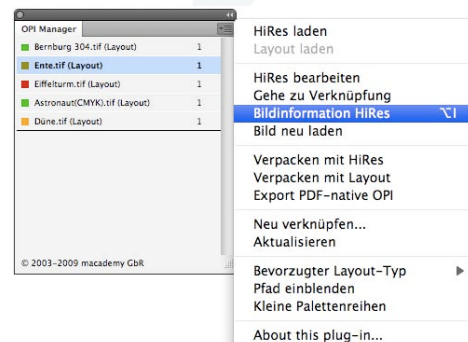 OPI Manager
Bernburg 304.tif (Layout) 1
Ente.tif (Layout) 1
Eiffelturm.tif (Layout) 1
Astronaut(CMYK).tif (Layout) 1
Düne.tif (Layout) 1
© 2003-2009 macademy GbR
HiRes laden
Layout laden
HiRes bearbeiten
Gehe zu Verknüpfung
Bildinformation HiRes ⌥I
Bild neu laden
Verpacken mit HiRes
Verpacken mit Layout
Export PDF-native OPI
Neu verknüpfen...
Aktualisieren
Bevorzugter Layout-Typ
Pfad einblenden
Kleine Palettenreihen
About this plug-in...